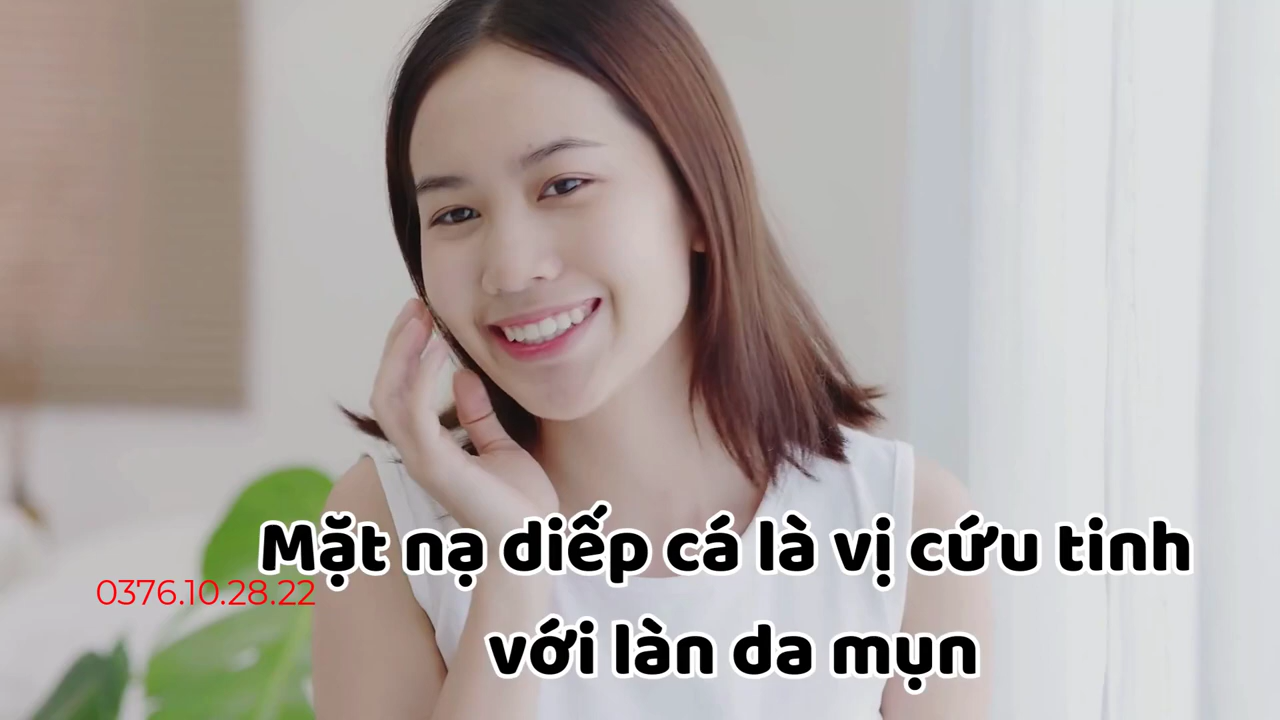 Mặt nạ diếp cá là vị cứu tinh
0376.10.28.22
với làn da mụn